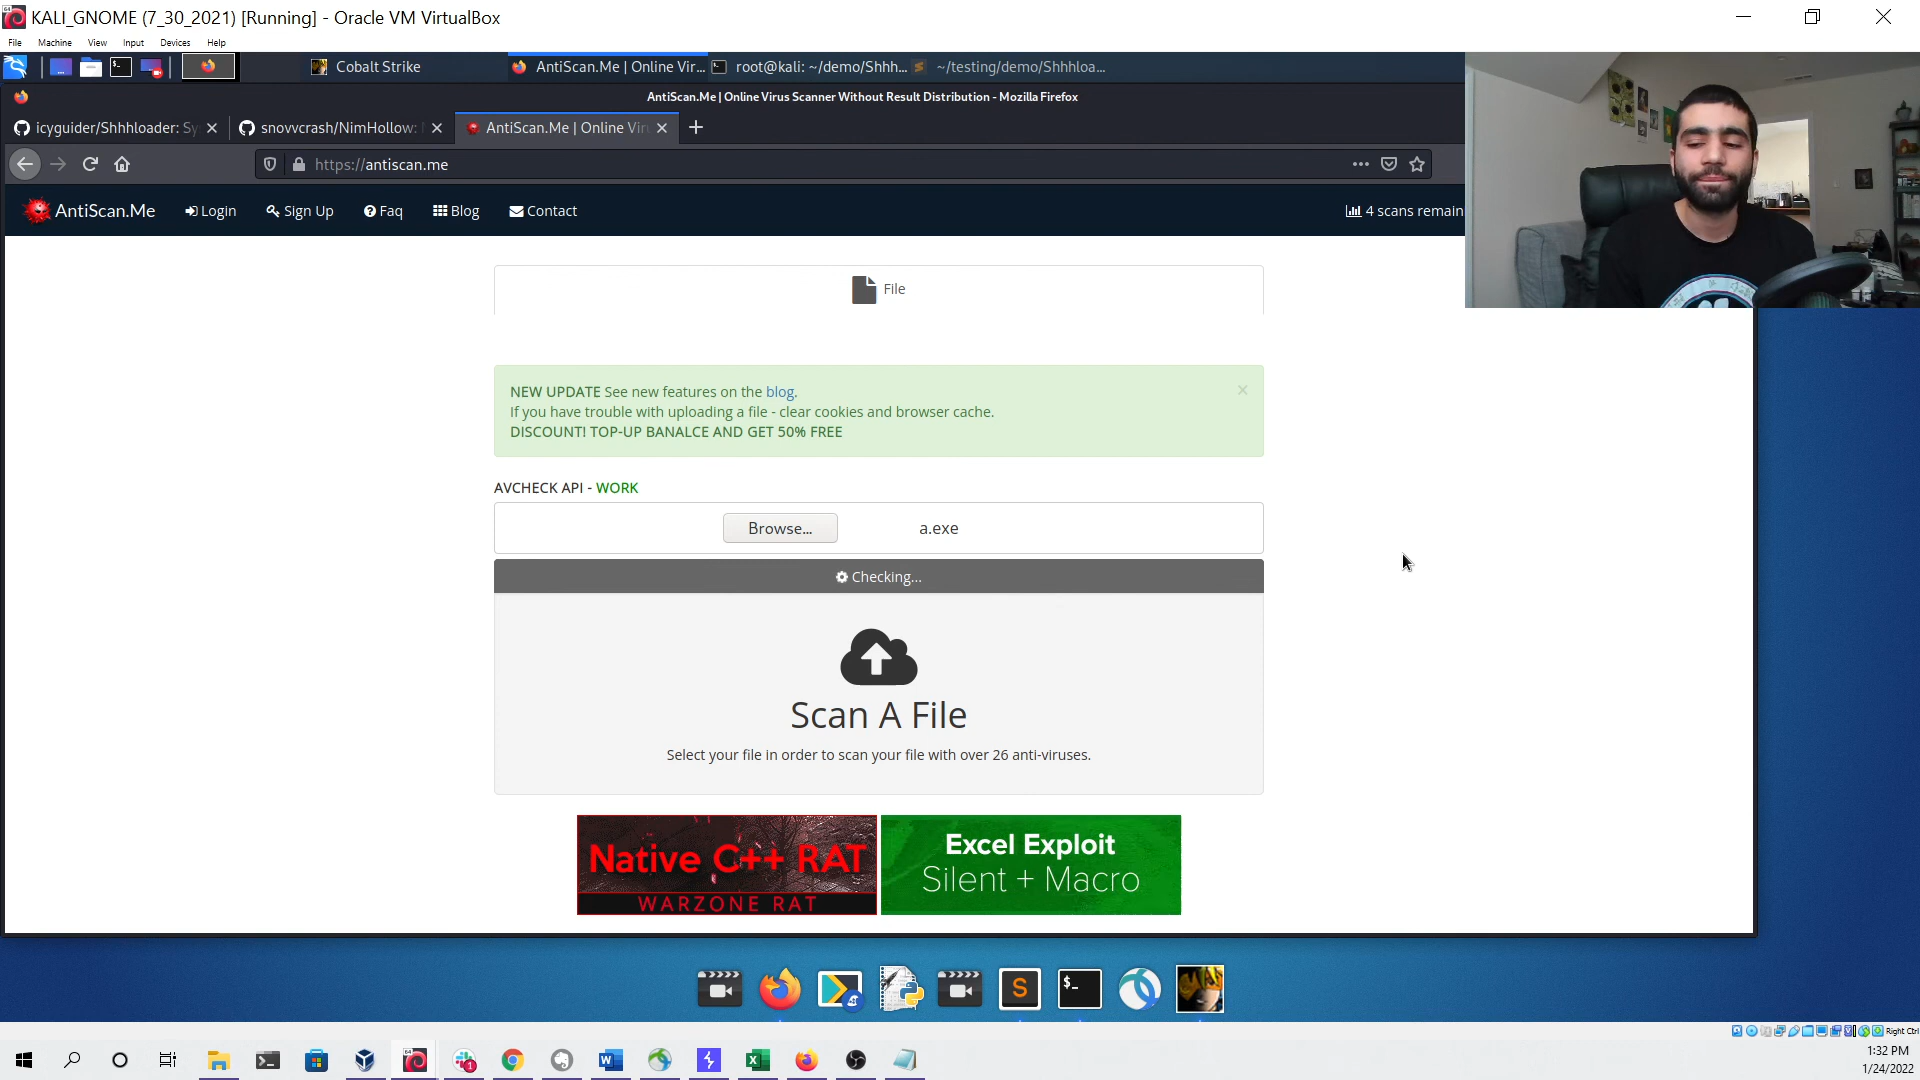 KALI_GNOME (7_30_2021) [Running] - Oracle VM VirtualBox
File Machine View Input Devices Help
Cobalt Strike
AntiScan.Me | Online Vir...
root@kali: ~/demo/Shhh...
~/testing/demo/Shhhloa...
AntiScan.Me | Online Virus Scanner Without Result Distribution - Mozilla Firefox
icyguider/Shhhloader: Sy
snovvcrash/NimHollow:
AntiScan.Me | Online Vir
https://antiscan.me
AntiScan.Me
Login
Sign Up
Faq
Blog
Contact
4 scans remain
File
NEW UPDATE See new features on the blog.
If you have trouble with uploading a file - clear cookies and browser cache.
DISCOUNT! TOP-UP BANALCE AND GET 50% FREE
AVCHECK API - WORK
Browse...
a.exe
Checking...
Scan A File
Select your file in order to scan your file with over 26 anti-viruses.
Native C++ RAT
WARZONE RAT
Excel Exploit
Silent + Macro
Right Ctrl
1:32 PM
1/24/2022